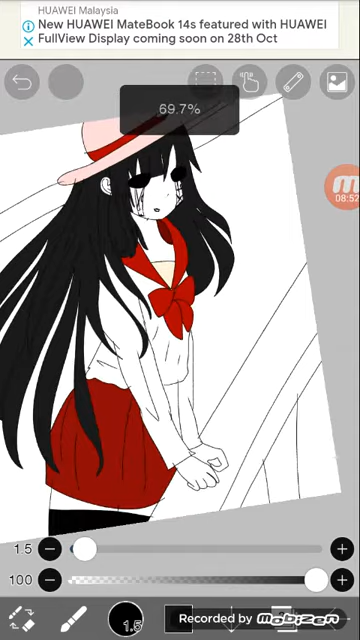 HUAWEI Malaysia
New HUAWEI MateBook 14s featured with HUAWEI
FullView Display coming soon on 28th Oct
69.7%
08:52
1.5
100
1.5
Recorded by mobizen